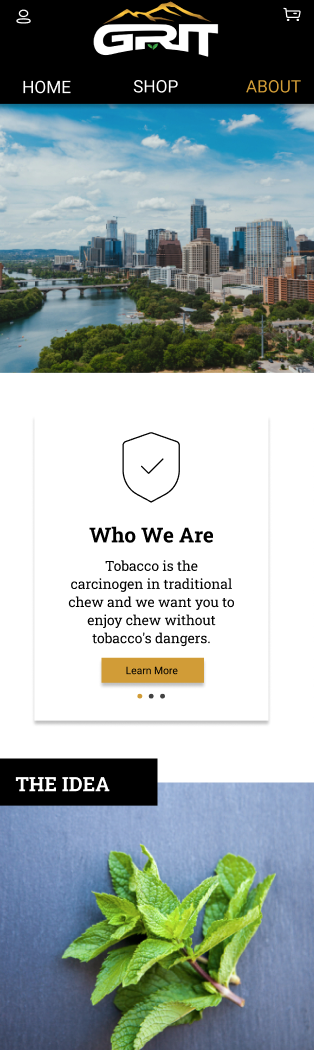 GRIT
HOME SHOP ABOUT
Who We Are
Tobacco is the
carcinogen in traditional
chew and we want you to
enjoy chew without
tobacco's dangers.
Learn More
THE IDEA